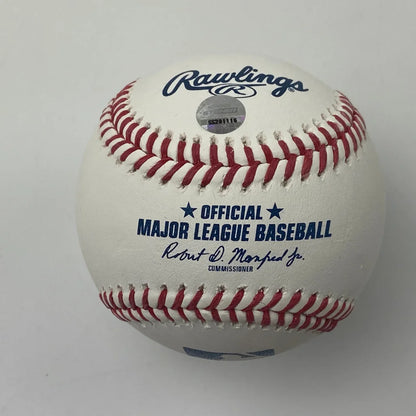 Rawlings
R
★ OFFICIAL ★
MAJOR LEAGUE BASEBALL
Robert D. Manfred Jr.
COMMISSIONER